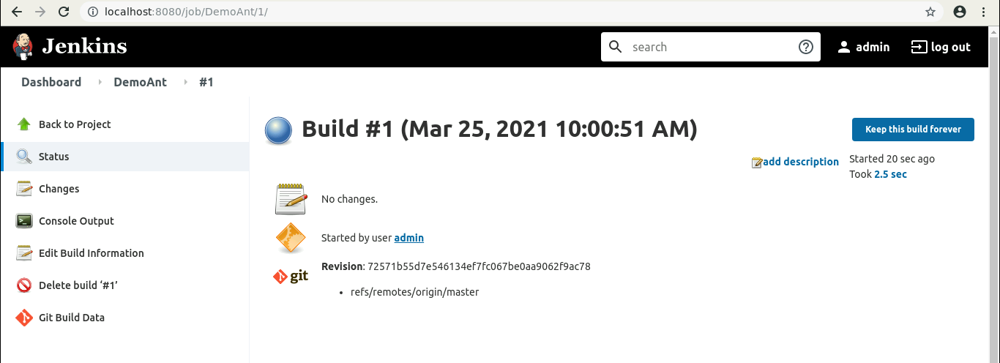 localhost:8080/job/DemoAnt/1/
Jenkins
search
admin
log out
Dashboard DemoAnt #1
Back to Project
Status
Changes
Console Output
Edit Build Information
Delete build ‘#1’
Git Build Data
Build #1 (Mar 25, 2021 10:00:51 AM)
Keep this build forever
add description
Started 20 sec ago
Took 2.5 sec
No changes.
Started by user admin
git
Revision: 72571b55d7e546134ef7fc067be0aa9062f9ac78
• refs/remotes/origin/master